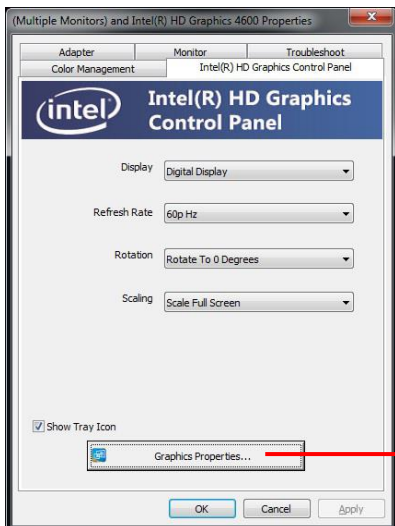 (Multiple Monitors) and Intel(R) HD Graphics 4600 Properties
Adapter Monitor Troubleshoot
Color Management Intel(R) HD Graphics Control Panel
intel Intel(R) HD Graphics
Control Panel
Display Digital Display
Refresh Rate 60p Hz
Rotation Rotate To 0 Degrees
Scaling Scale Full Screen
Show Tray Icon
Graphics Properties...
OK Cancel Apply